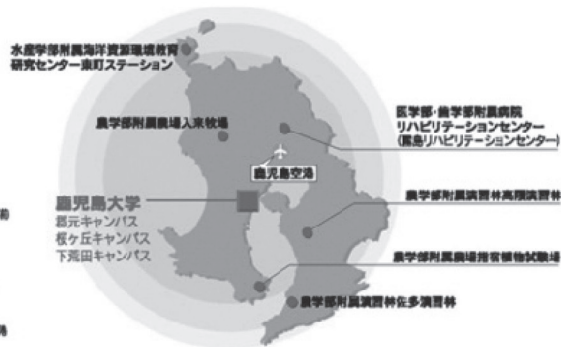 水産学部附属海洋資源環境教育
研究センター東町ステーション
農学部附属農場入来牧場
医学部・歯学部附属病院
リハビリテーションセンター
(霧島リハビリテーションセンター)
鹿児島空港
鹿児島大学
郡元キャンパス
桜ヶ丘キャンパス
下荒田キャンパス
農学部附属演習林高隈演習林
農学部附属農場指宿植物試験場
農学部附属演習林佐多演習林